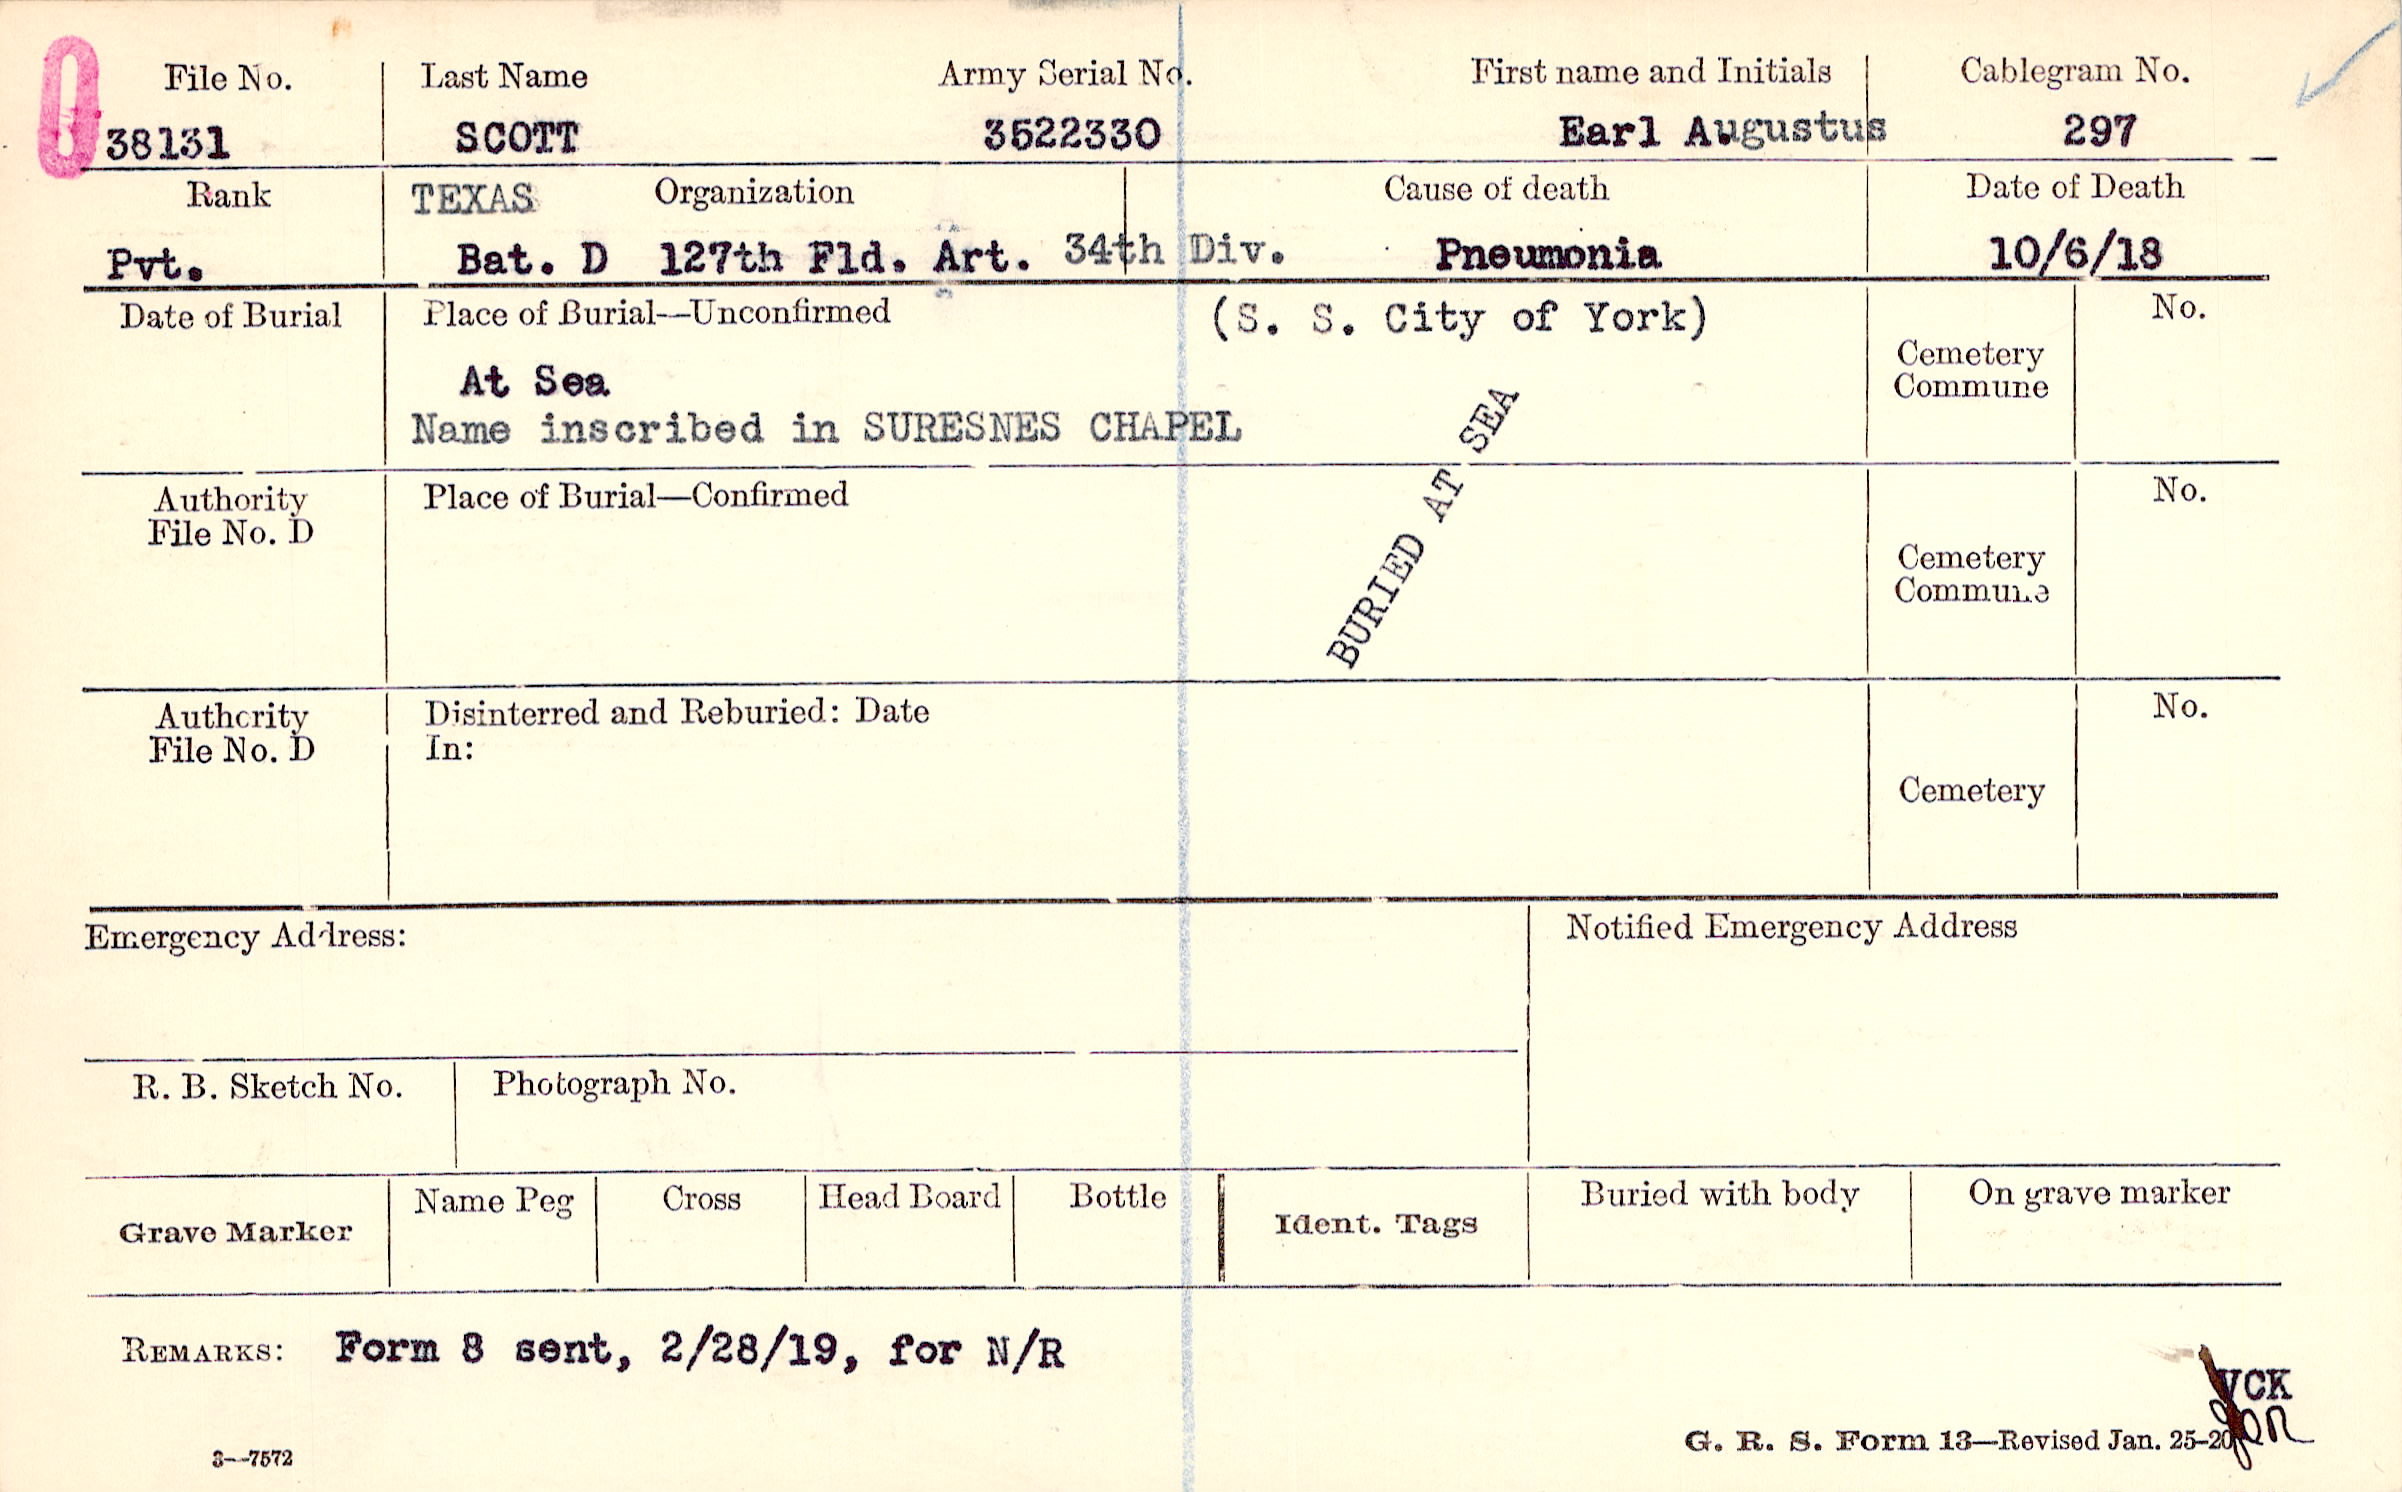 File No. Last Name Army Serial No. First name and Initials Cablegram No.
38131 SCOTT 3522330 Earl Augustus 297
Rank TEXAS Organization Cause of death Date of Death
Pvt. Bat. D 127th Fld. Art. 34th Div. Pneumonia 10/6/18
Date of Burial Place of Burial—Unconfirmed (S. S. City of York) No.
Cemetery
Commune
At Sea
Name inscribed in SURESNES CHAPEL
BURIED AT SEA
Authority Place of Burial—Confirmed No.
File No. D
Cemetery
Commune
Authority Disinterred and Reburied: Date No.
File No. D In:
Cemetery
Emergency Address: Notified Emergency Address
R. B. Sketch No. Photograph No.
Grave Marker Name Peg Cross Head Board Bottle Ident. Tags Buried with body On grave marker
REMARKS: Form 8 sent, 2/28/19, for N/R
VCK
3—7572 G. R. S. Form 13—Revised Jan. 25-20